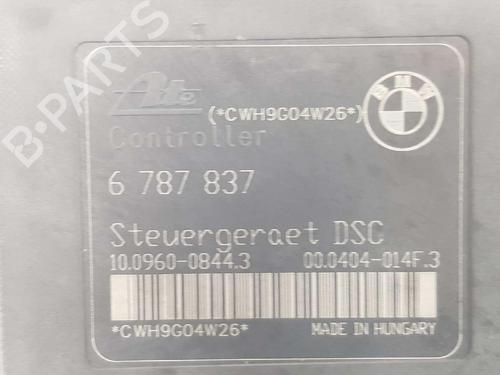 B-PARTS
Ate (*CWH9G04W26*) BMW
Controller
6 787 837
Steuergeraet DSC
10.0960-0844.3 00.0404-014F.3
*CWH9G04W26* MADE IN HUNGARY